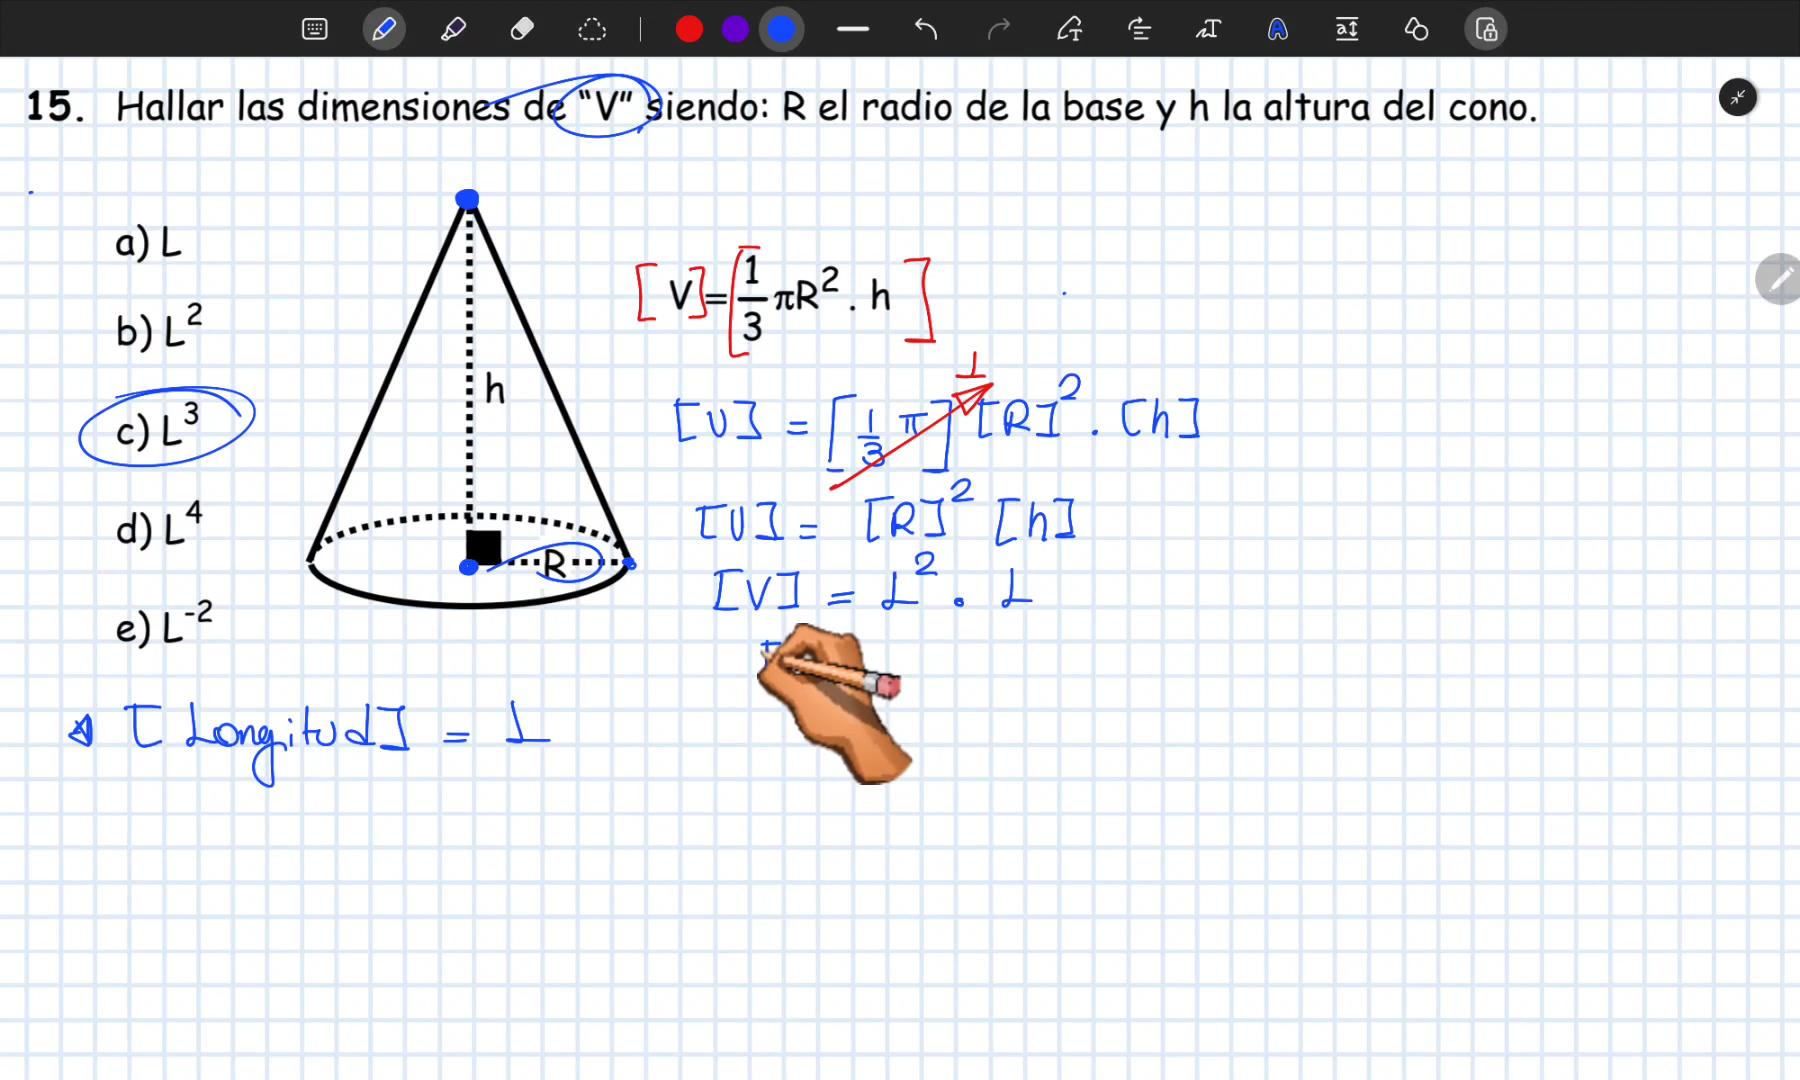 15. Hallar las dimensiones de “V” siendo: R el radio de la base y h la altura del cono.
a) L
b) L²
c) L³
d) L⁴
e) L⁻²
h
R
[V] = [1/3 πR² . h]
1
[V] = [1/3 π] [R]² . [h]
[V] = [R]² [h]
[V] = L² . L
[Longitud] = L